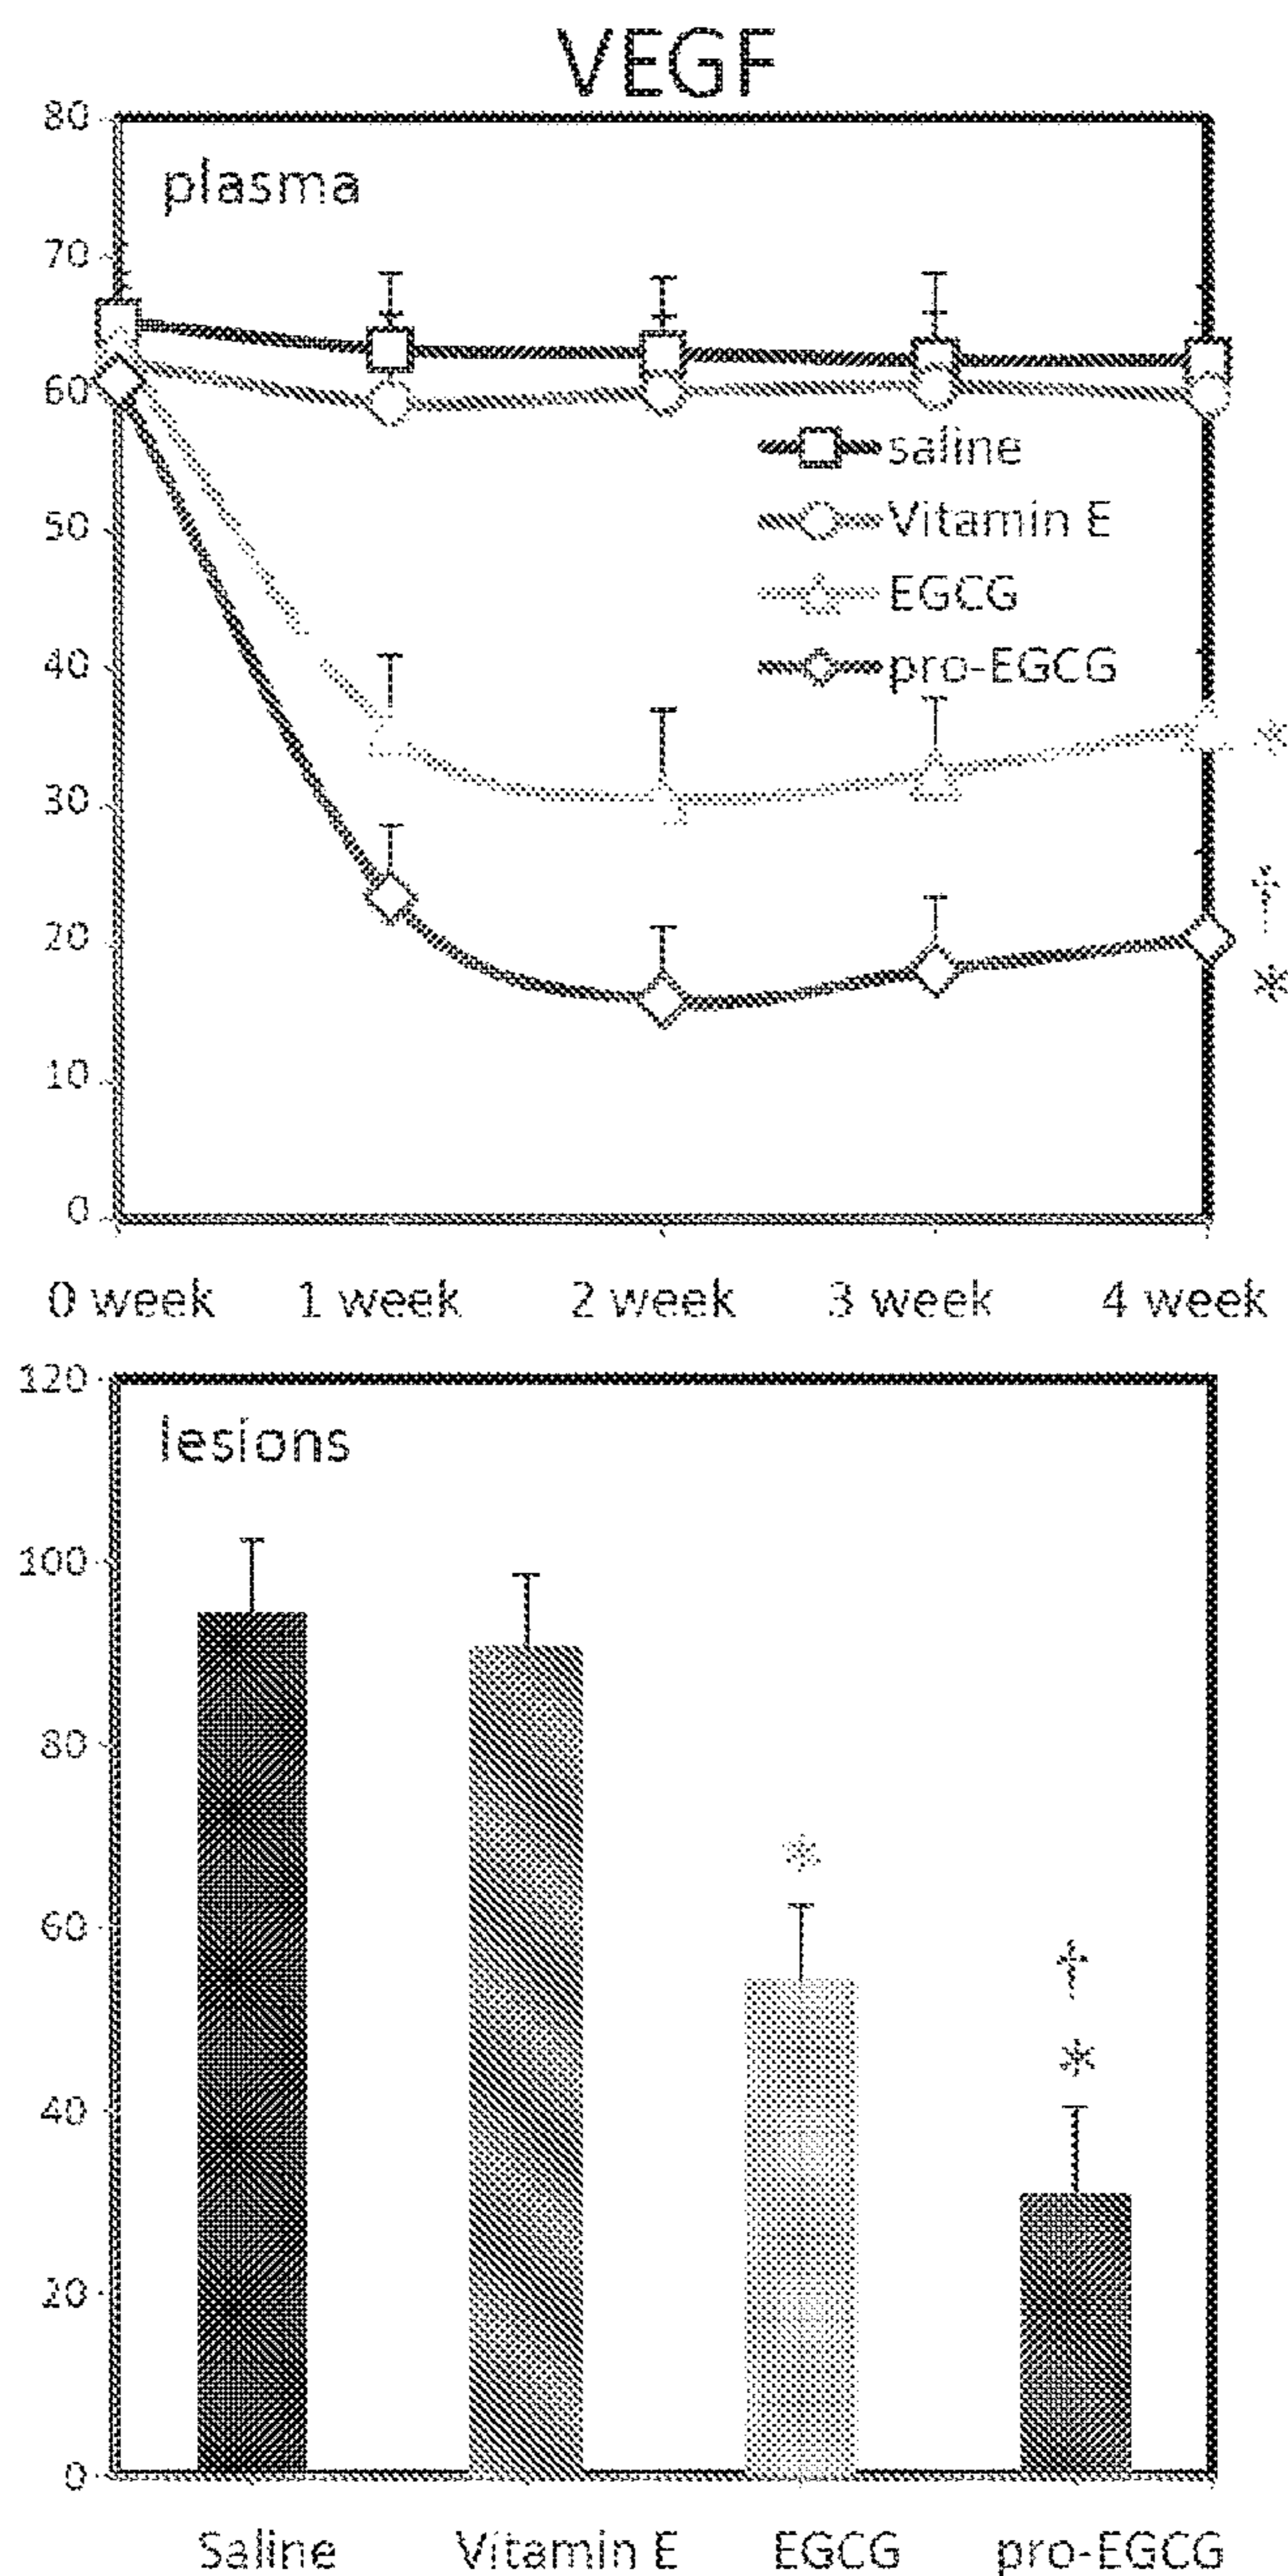 VEGF
80
plasma
70
60
saline
50
Vitamin E
EGCG
40
pro-EGCG
*
30
†
20
*
10
0
0 week 1 week 2 week 3 week 4 week
120
lesions
100
80
*
60
†
*
40
20
0
Saline Vitamin E EGCG pro-EGCG